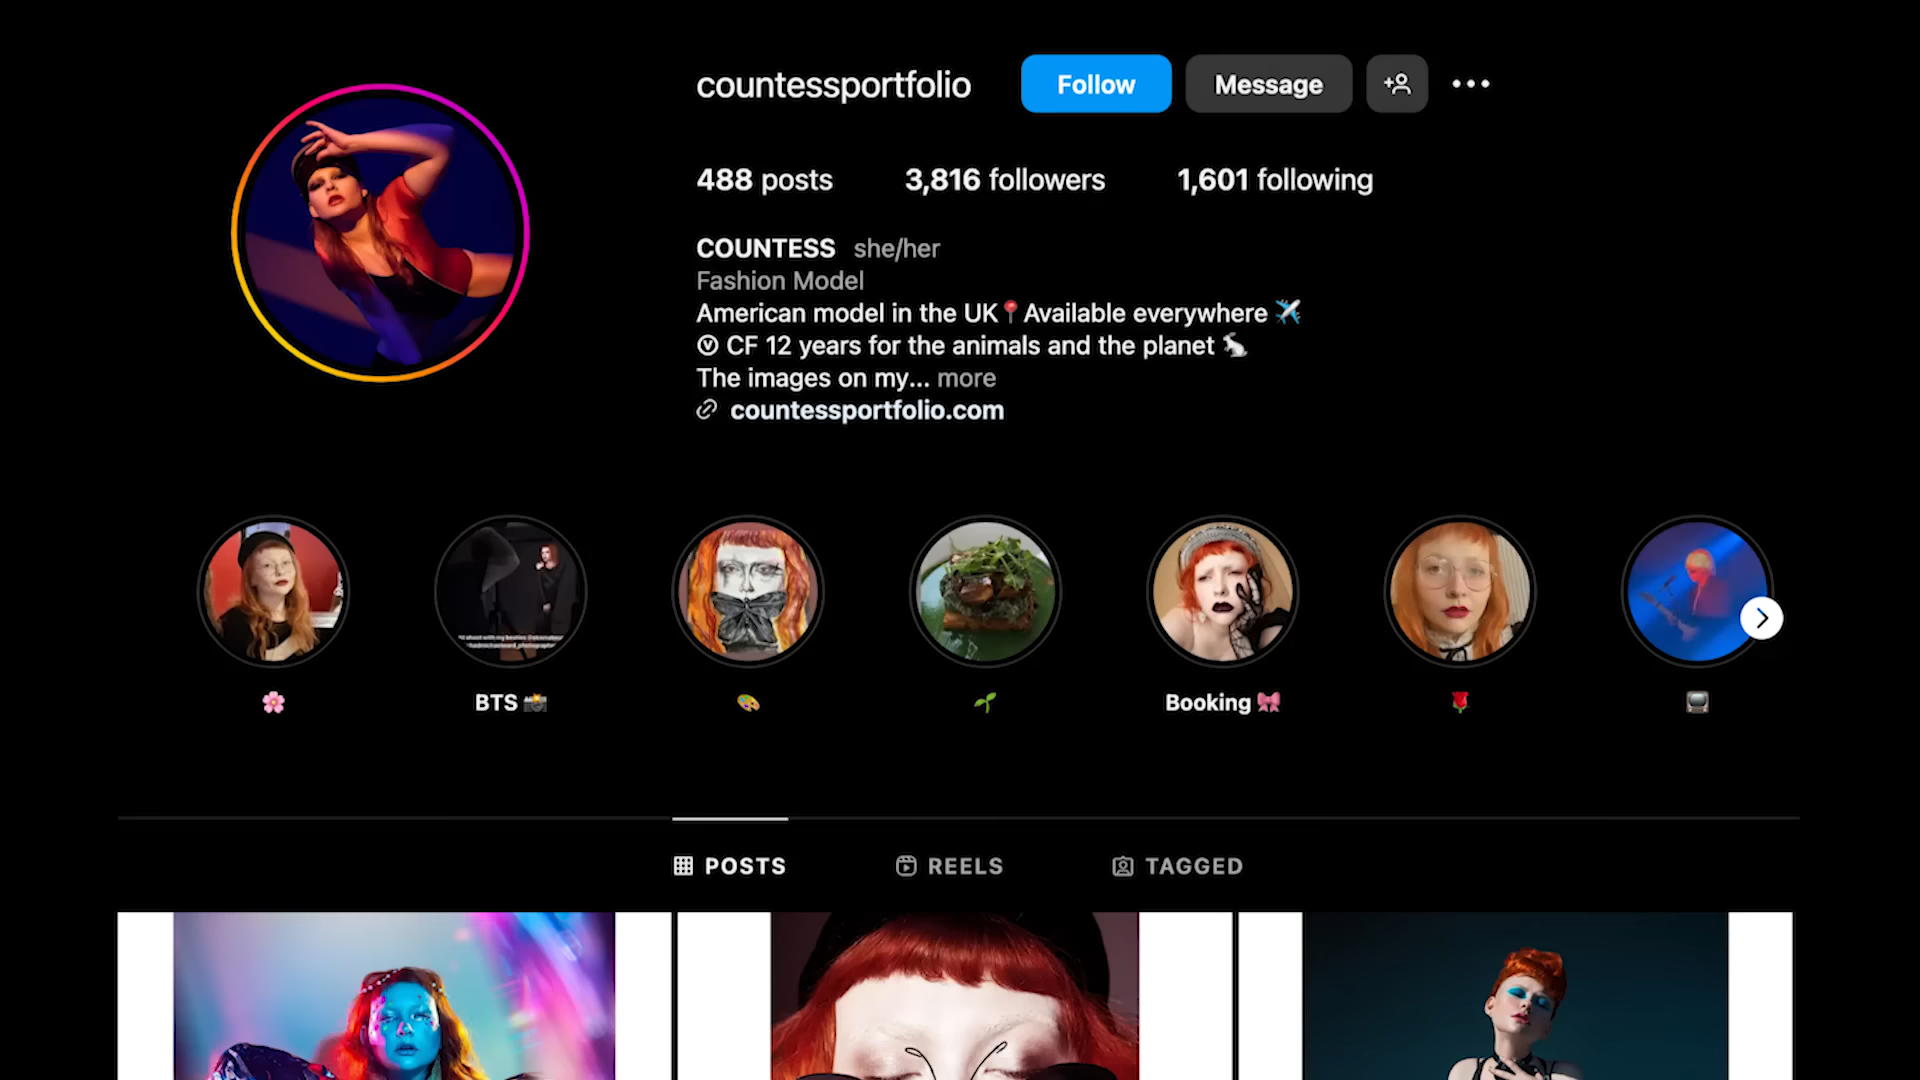 countessportfolio
Follow
Message
488 posts
3,816 followers
1,601 following
COUNTESS she/her
Fashion Model
American model in the UK📍Available everywhere ✈️
Ⓥ CF 12 years for the animals and the planet 🐇
The images on my... more
countessportfolio.com
BTS 📸
Booking 🎀
POSTS
REELS
TAGGED